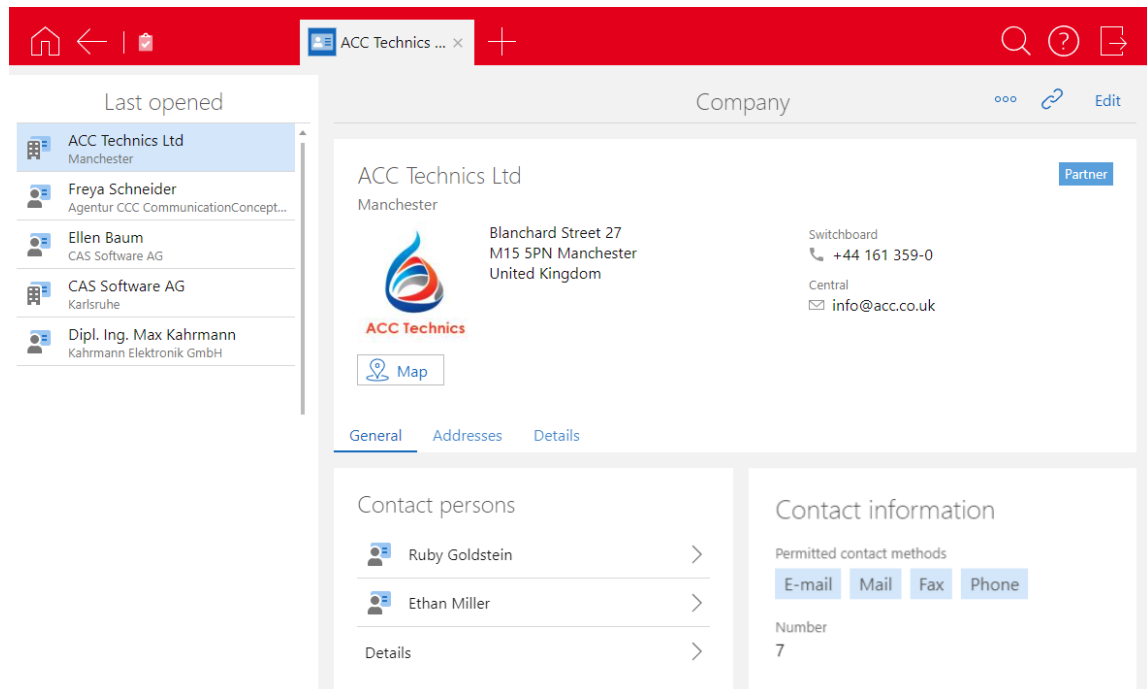 ACC Technics ...
Last opened
ACC Technics Ltd
Manchester
Freya Schneider
Agentur CCC CommunicationConcept...
Ellen Baum
CAS Software AG
CAS Software AG
Karlsruhe
Dipl. Ing. Max Kahrmann
Kahrmann Elektronik GmbH
Company
Edit
ACC Technics Ltd
Partner
Manchester
ACC Technics
Blanchard Street 27
M15 5PN Manchester
United Kingdom
Switchboard
+44 161 359-0
Central
info@acc.co.uk
Map
General Addresses Details
Contact persons
Ruby Goldstein
Ethan Miller
Details
Contact information
Permitted contact methods
E-mail Mail Fax Phone
Number
7